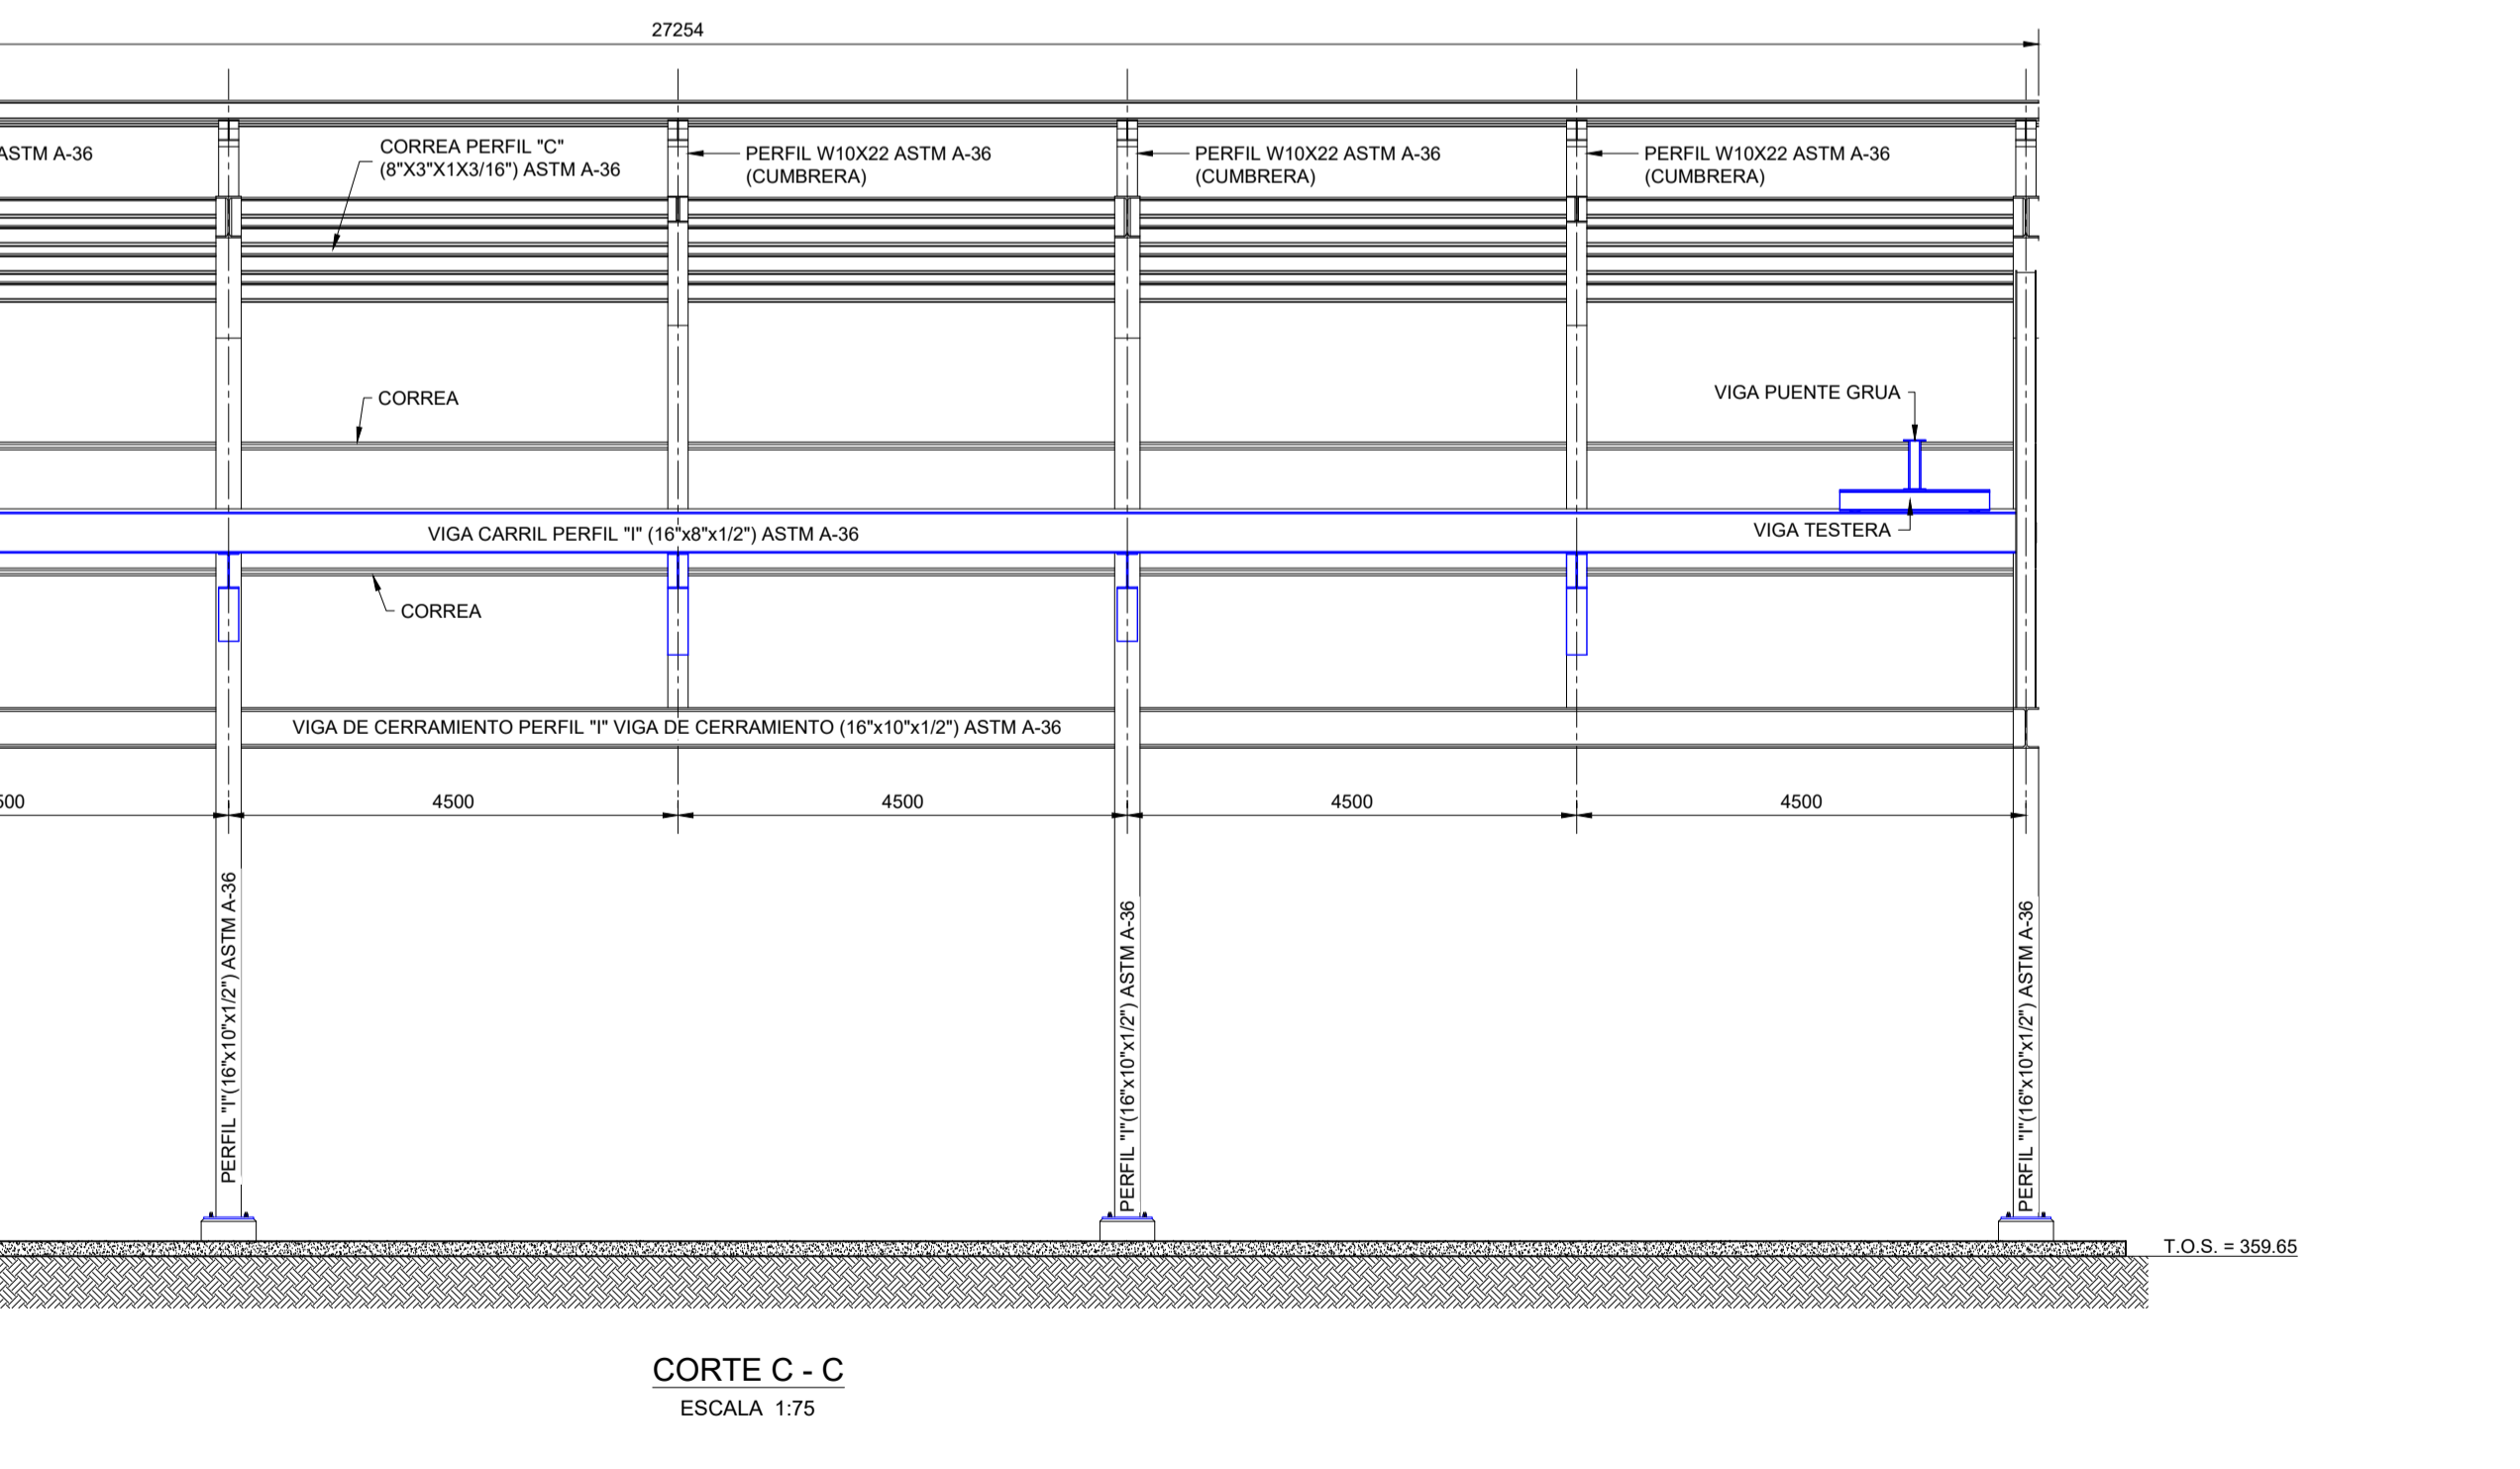 27254
ASTM A-36
CORREA PERFIL "C"
(8"X3"X1X3/16") ASTM A-36
PERFIL W10X22 ASTM A-36
(CUMBRERA)
PERFIL W10X22 ASTM A-36
(CUMBRERA)
PERFIL W10X22 ASTM A-36
(CUMBRERA)
CORREA
VIGA PUENTE GRUA
VIGA CARRIL PERFIL "I" (16"x8"x1/2") ASTM A-36
VIGA TESTERA
CORREA
VIGA DE CERRAMIENTO PERFIL "I" VIGA DE CERRAMIENTO (16"x10"x1/2") ASTM A-36
500
4500
4500
4500
4500
PERFIL "I"(16"x10"x1/2") ASTM A-36
PERFIL "I"(16"x10"x1/2") ASTM A-36
PERFIL "I"(16"x10"x1/2") ASTM A-36
T.O.S. = 359.65
CORTE C - C
ESCALA 1:75